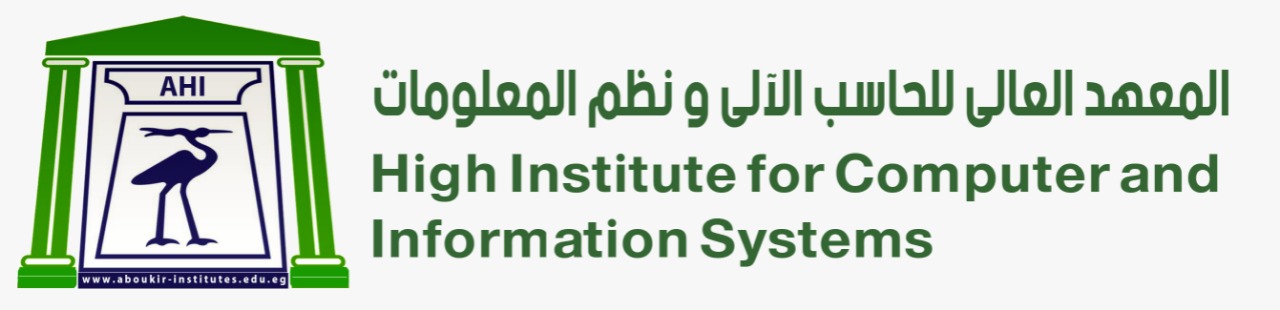 AHI
www.aboukir-institutes.edu.eg
المعهد العالى للحاسب الآلى و نظم المعلومات
High Institute for Computer and
Information Systems